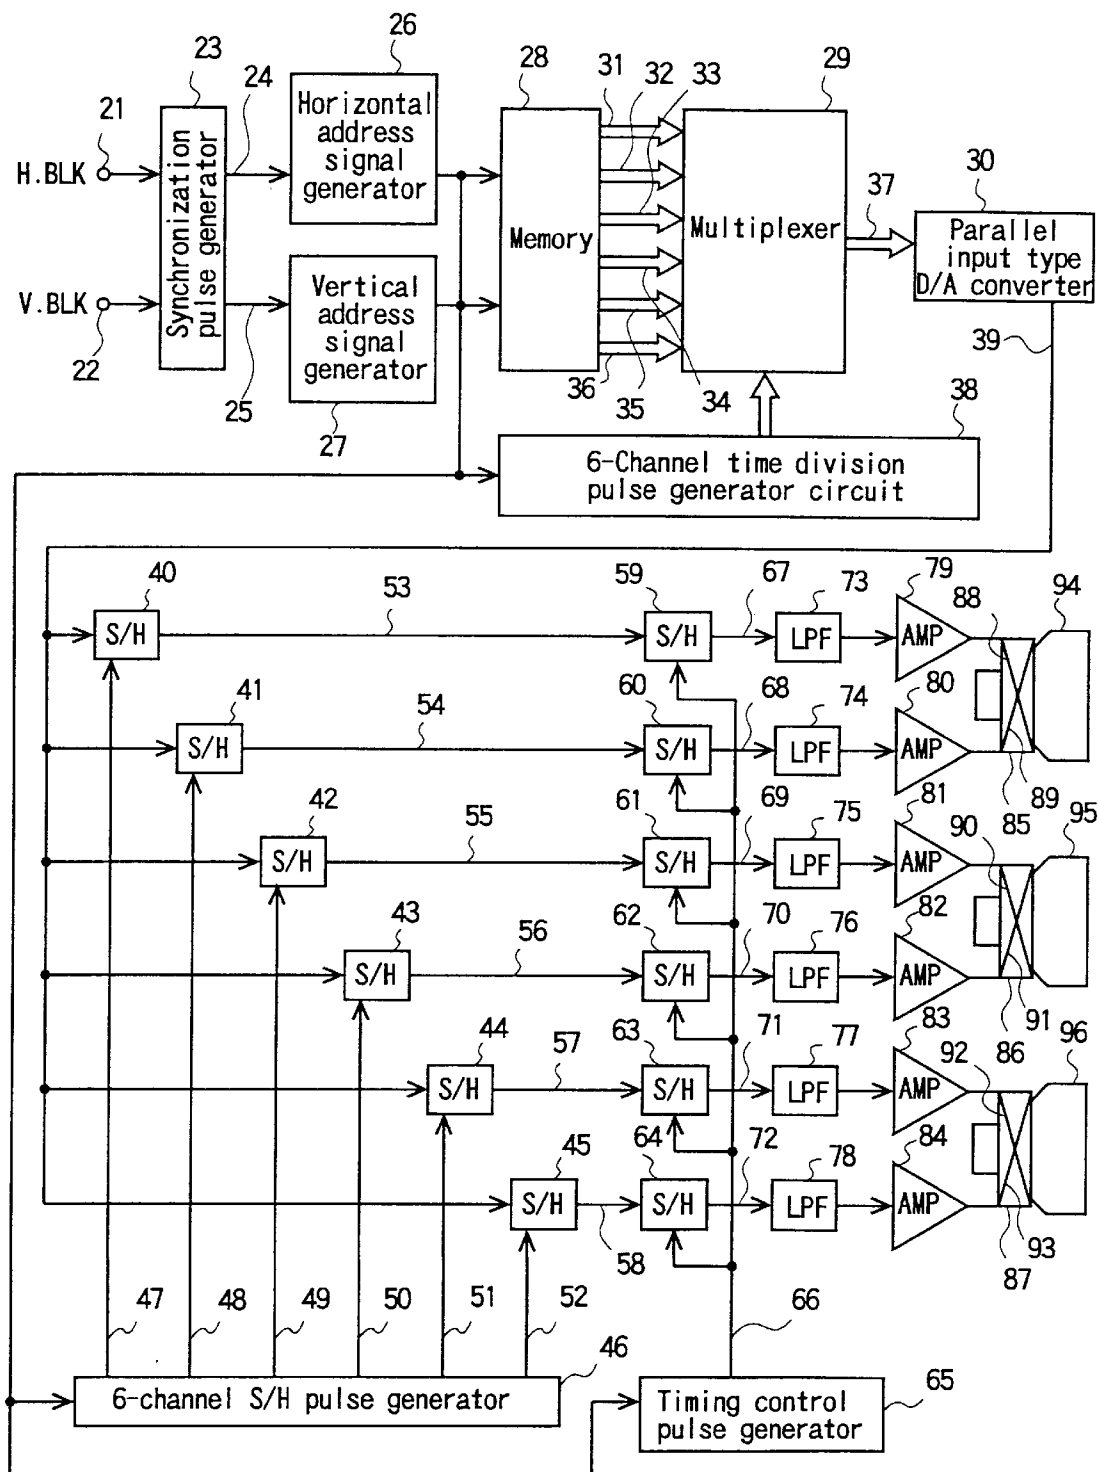 26
23
28
31
32
33
29
24
21
Horizontal
address
signal
generator
30
37
H.BLK
Synchronization
pulse generator
Memory
Multiplexer
Parallel
input type
D/A converter
V.BLK
Vertical
address
signal
generator
22
39
25
27
36
35
34
38
6-Channel time division
pulse generator circuit
40
53
59
67
73
79
88
94
S/H
S/H
LPF
AMP
41
54
60
68
74
80
S/H
S/H
LPF
AMP
89
85
42
55
61
69
75
81
90
95
S/H
S/H
LPF
AMP
43
56
62
70
76
82
S/H
S/H
LPF
AMP
91
86
44
57
63
71
77
83
92
96
S/H
S/H
LPF
AMP
45
64
72
78
84
S/H
S/H
LPF
AMP
58
93
87
47
48
49
50
51
52
66
46
65
6-channel S/H pulse generator
Timing control
pulse generator